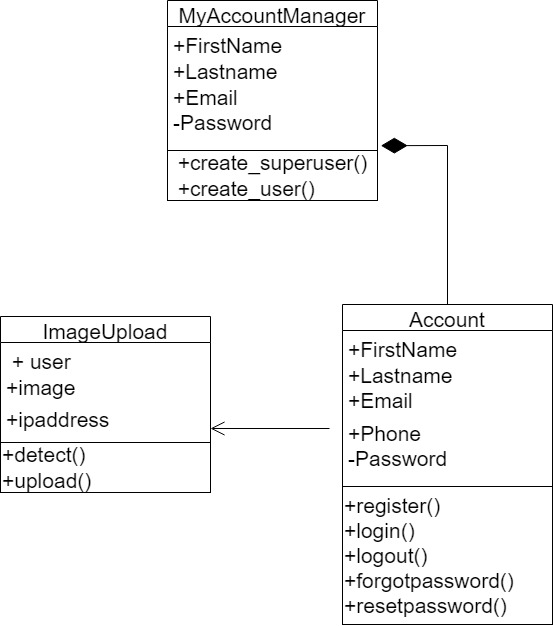 MyAccountManager
+FirstName
+Lastname
+Email
-Password
+create_superuser()
+create_user()
ImageUpload
+ user
+image
+ipaddress
+detect()
+upload()
Account
+FirstName
+Lastname
+Email
+Phone
-Password
+register()
+login()
+logout()
+forgotpassword()
+resetpassword()